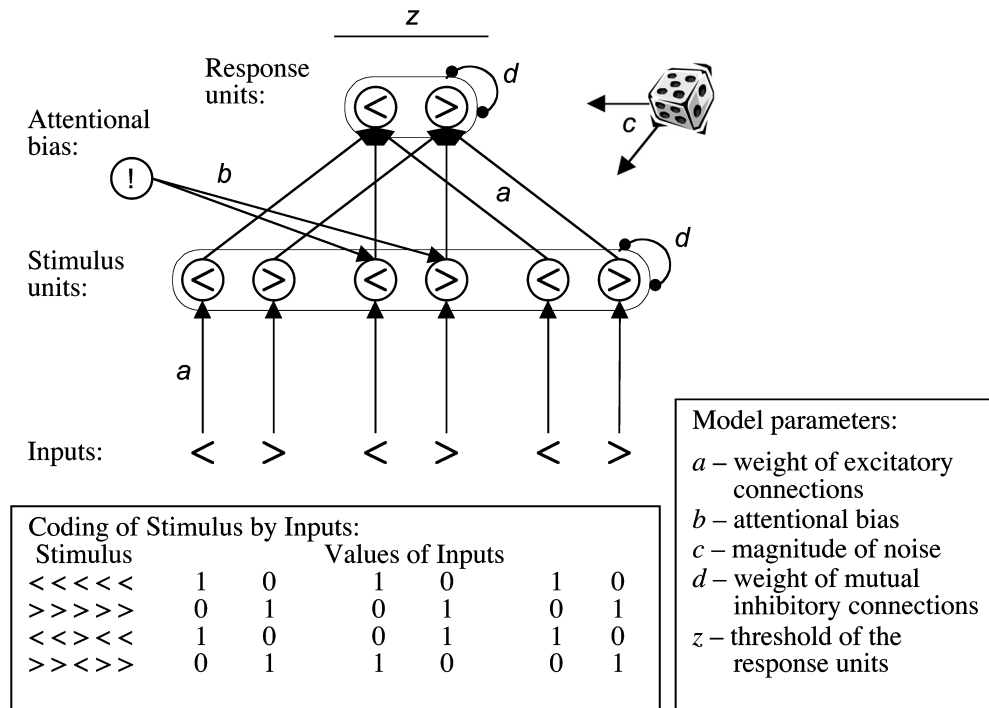 z
Response
units:
< >
d
c
Attentional
bias:
!
b
a
Stimulus
units:
< > < > < >
d
a
Inputs: < > < > < >
Coding of Stimulus by Inputs:
Stimulus Values of Inputs
< < < < < 1 0 1 0 1 0
> > > > > 0 1 0 1 0 1
< < > < < 1 0 0 1 1 0
> > < > > 0 1 1 0 0 1
Model parameters:
a – weight of excitatory
connections
b – attentional bias
c – magnitude of noise
d – weight of mutual
inhibitory connections
z – threshold of the
response units